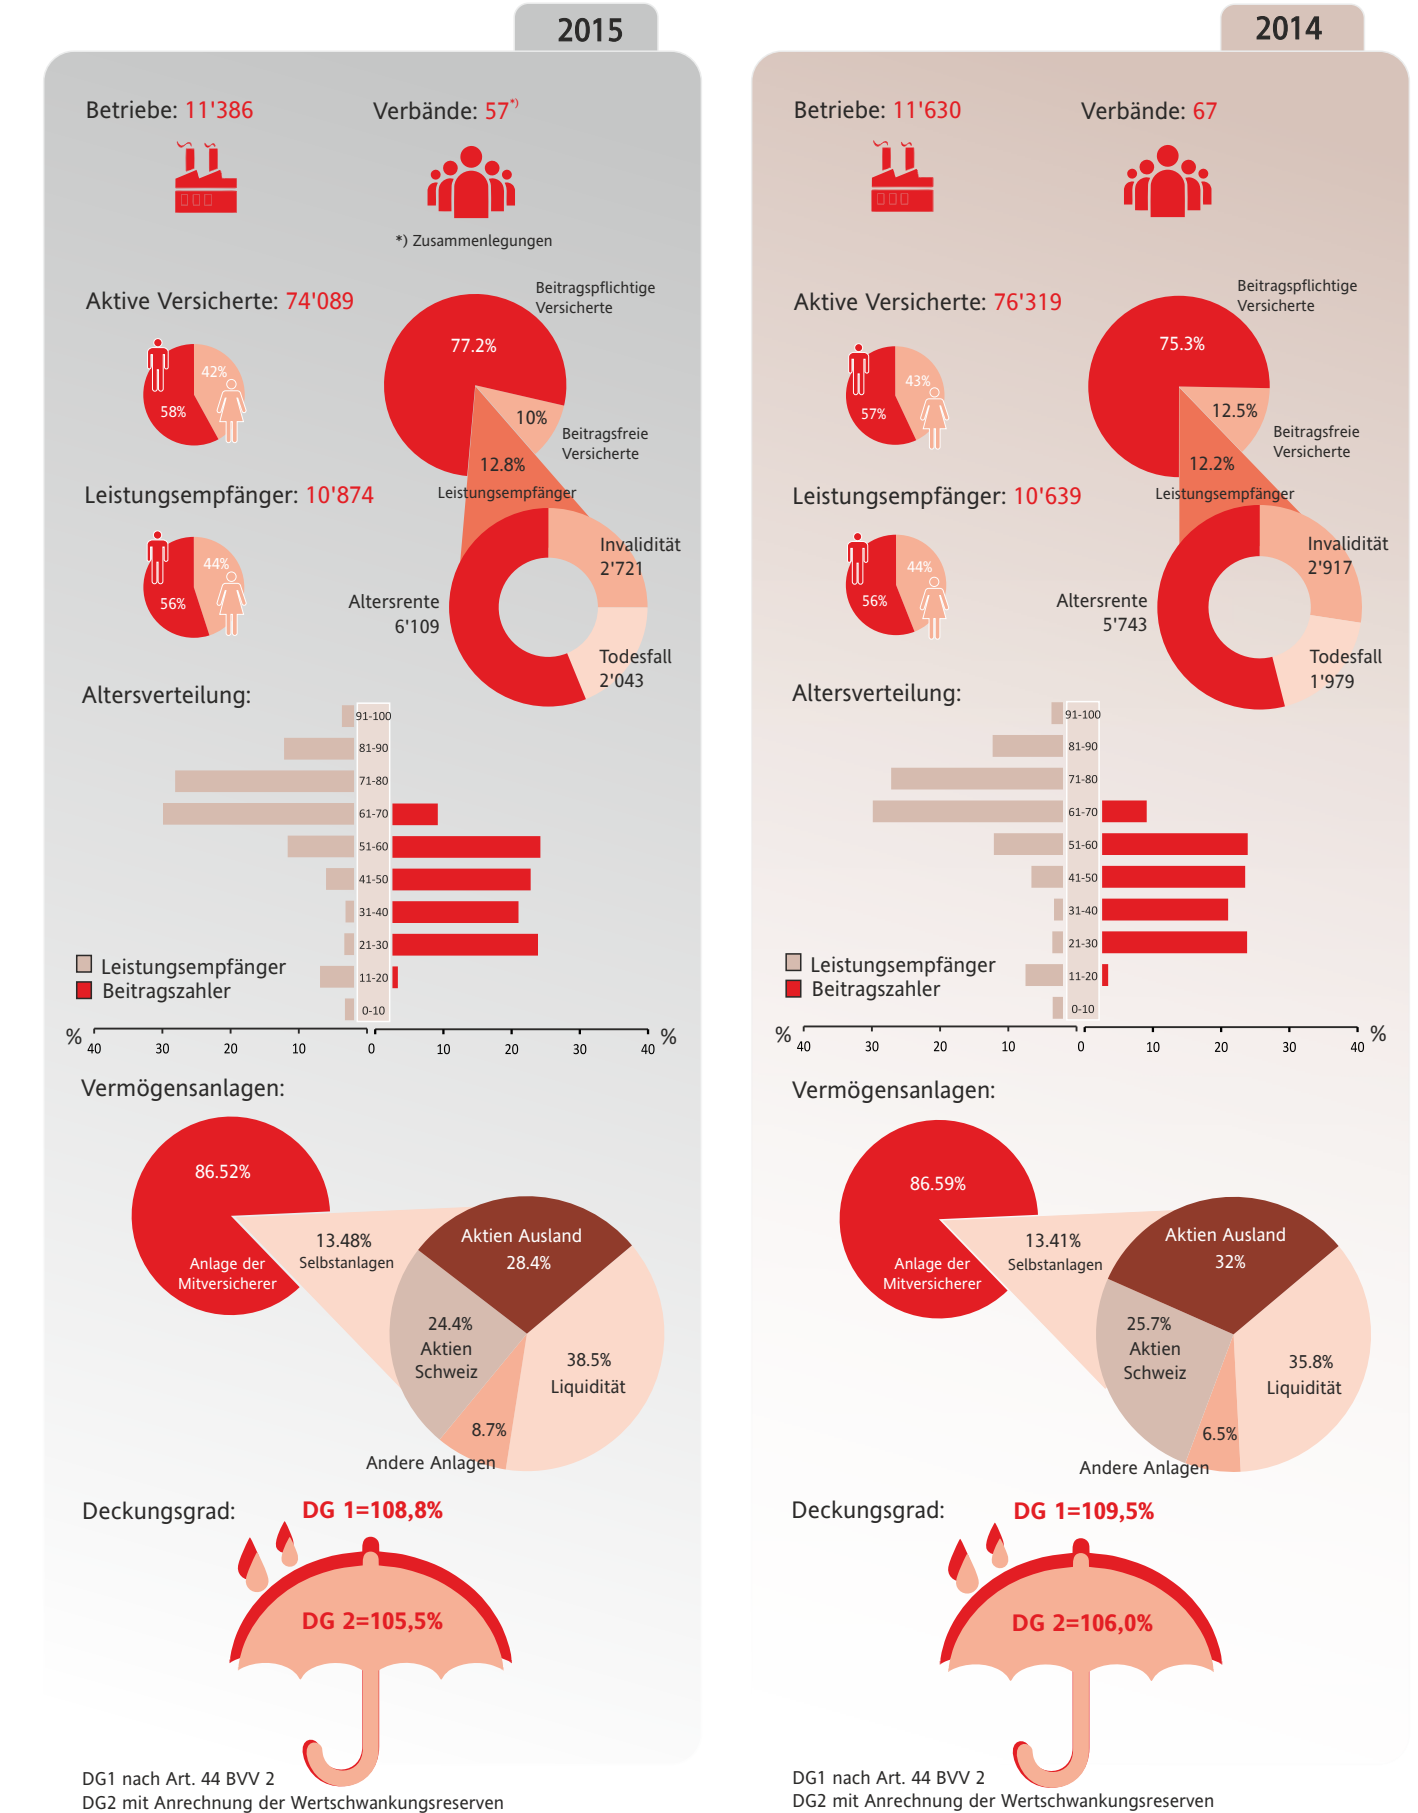 2015
Betriebe: 11'386
Verbände: 57*)
*) Zusammenlegungen
Aktive Versicherte: 74'089
42%
58%
Beitragspflichtige
Versicherte
77.2%
10%
Beitragsfreie
Versicherte
12.8%
Leistungsempfänger
Leistungsempfänger: 10'874
44%
56%
Invalidität
2'721
Altersrente
6'109
Todesfall
2'043
Altersverteilung:
91-100
81-90
71-80
61-70
51-60
41-50
31-40
21-30
11-20
0-10
Leistungsempfänger
Beitragszahler
% 40 30 20 10 0 10 20 30 40 %
Vermögensanlagen:
86.52%
Anlage der
Mitversicherer
13.48%
Selbstanlagen
Aktien Ausland
28.4%
24.4%
Aktien
Schweiz
38.5%
Liquidität
8.7%
Andere Anlagen
Deckungsgrad:
DG 1=108,8%
DG 2=105,5%
DG1 nach Art. 44 BVV 2
DG2 mit Anrechnung der Wertschwankungsreserven
2014
Betriebe: 11'630
Verbände: 67
Aktive Versicherte: 76'319
43%
57%
Beitragspflichtige
Versicherte
75.3%
12.5%
Beitragsfreie
Versicherte
12.2%
Leistungsempfänger
Leistungsempfänger: 10'639
44%
56%
Invalidität
2'917
Altersrente
5'743
Todesfall
1'979
Altersverteilung:
91-100
81-90
71-80
61-70
51-60
41-50
31-40
21-30
11-20
0-10
Leistungsempfänger
Beitragszahler
% 40 30 20 10 0 10 20 30 40 %
Vermögensanlagen:
86.59%
Anlage der
Mitversicherer
13.41%
Selbstanlagen
Aktien Ausland
32%
25.7%
Aktien
Schweiz
35.8%
Liquidität
6.5%
Andere Anlagen
Deckungsgrad:
DG 1=109,5%
DG 2=106,0%
DG1 nach Art. 44 BVV 2
DG2 mit Anrechnung der Wertschwankungsreserven